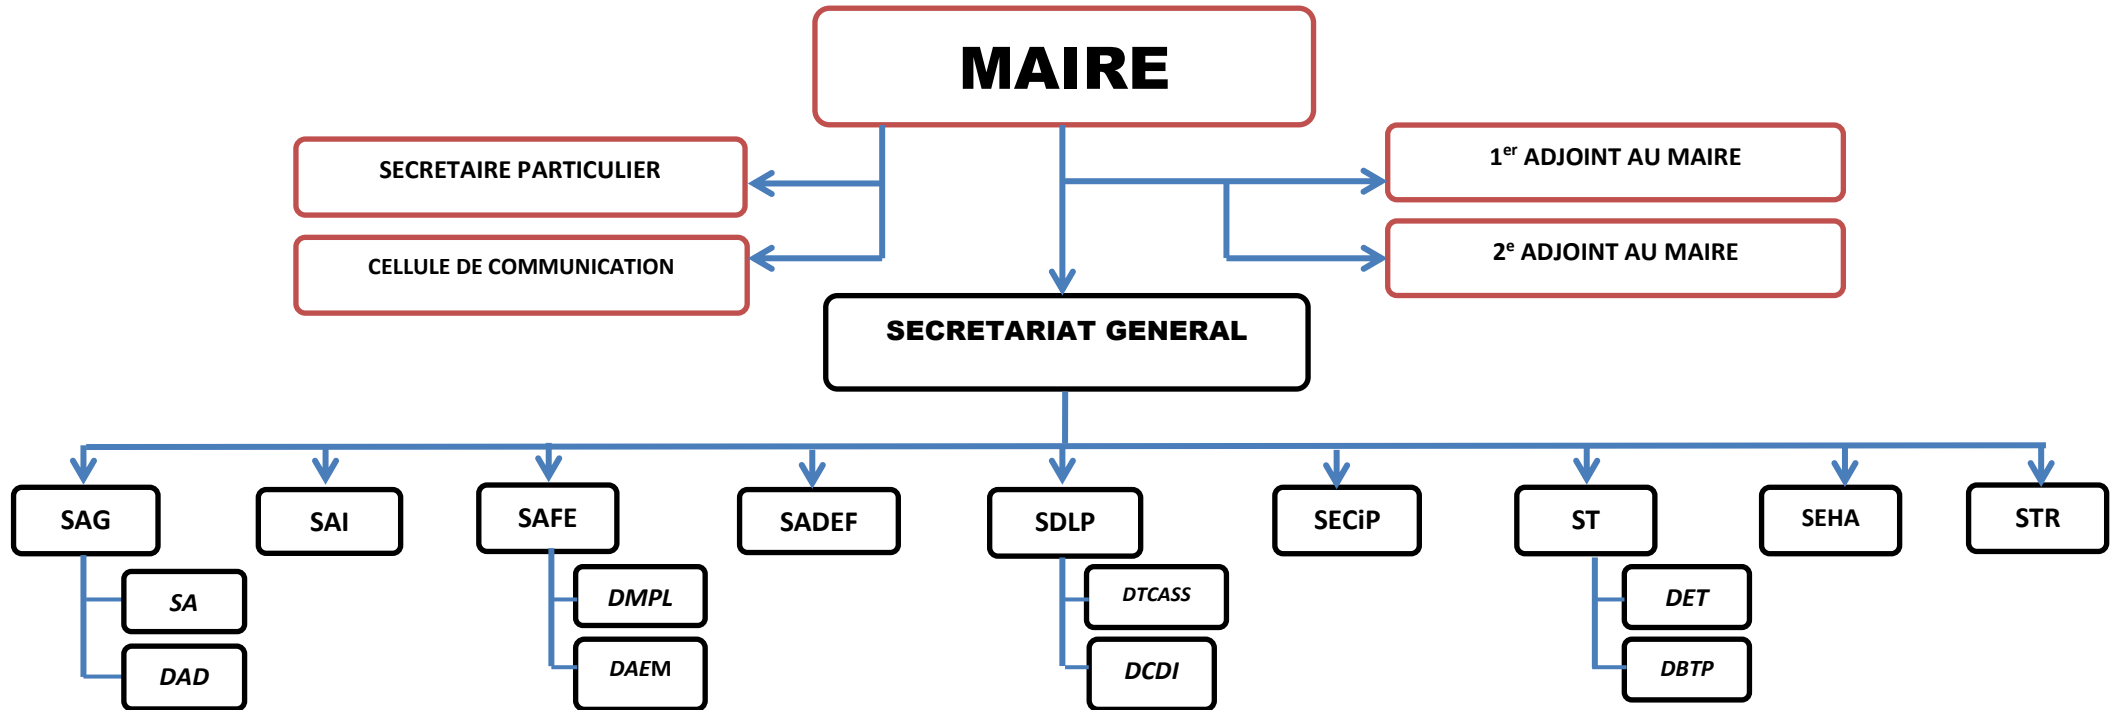 MAIRE
SECRETAIRE PARTICULIER
1er ADJOINT AU MAIRE
CELLULE DE COMMUNICATION
2e ADJOINT AU MAIRE
SECRETARIAT GENERAL
SAG
SAI
SAFE
SADEF
SDLP
SECiP
ST
SEHA
STR
SA
DMPL
DTCASS
DET
DAD
DAEM
DCDI
DBTP